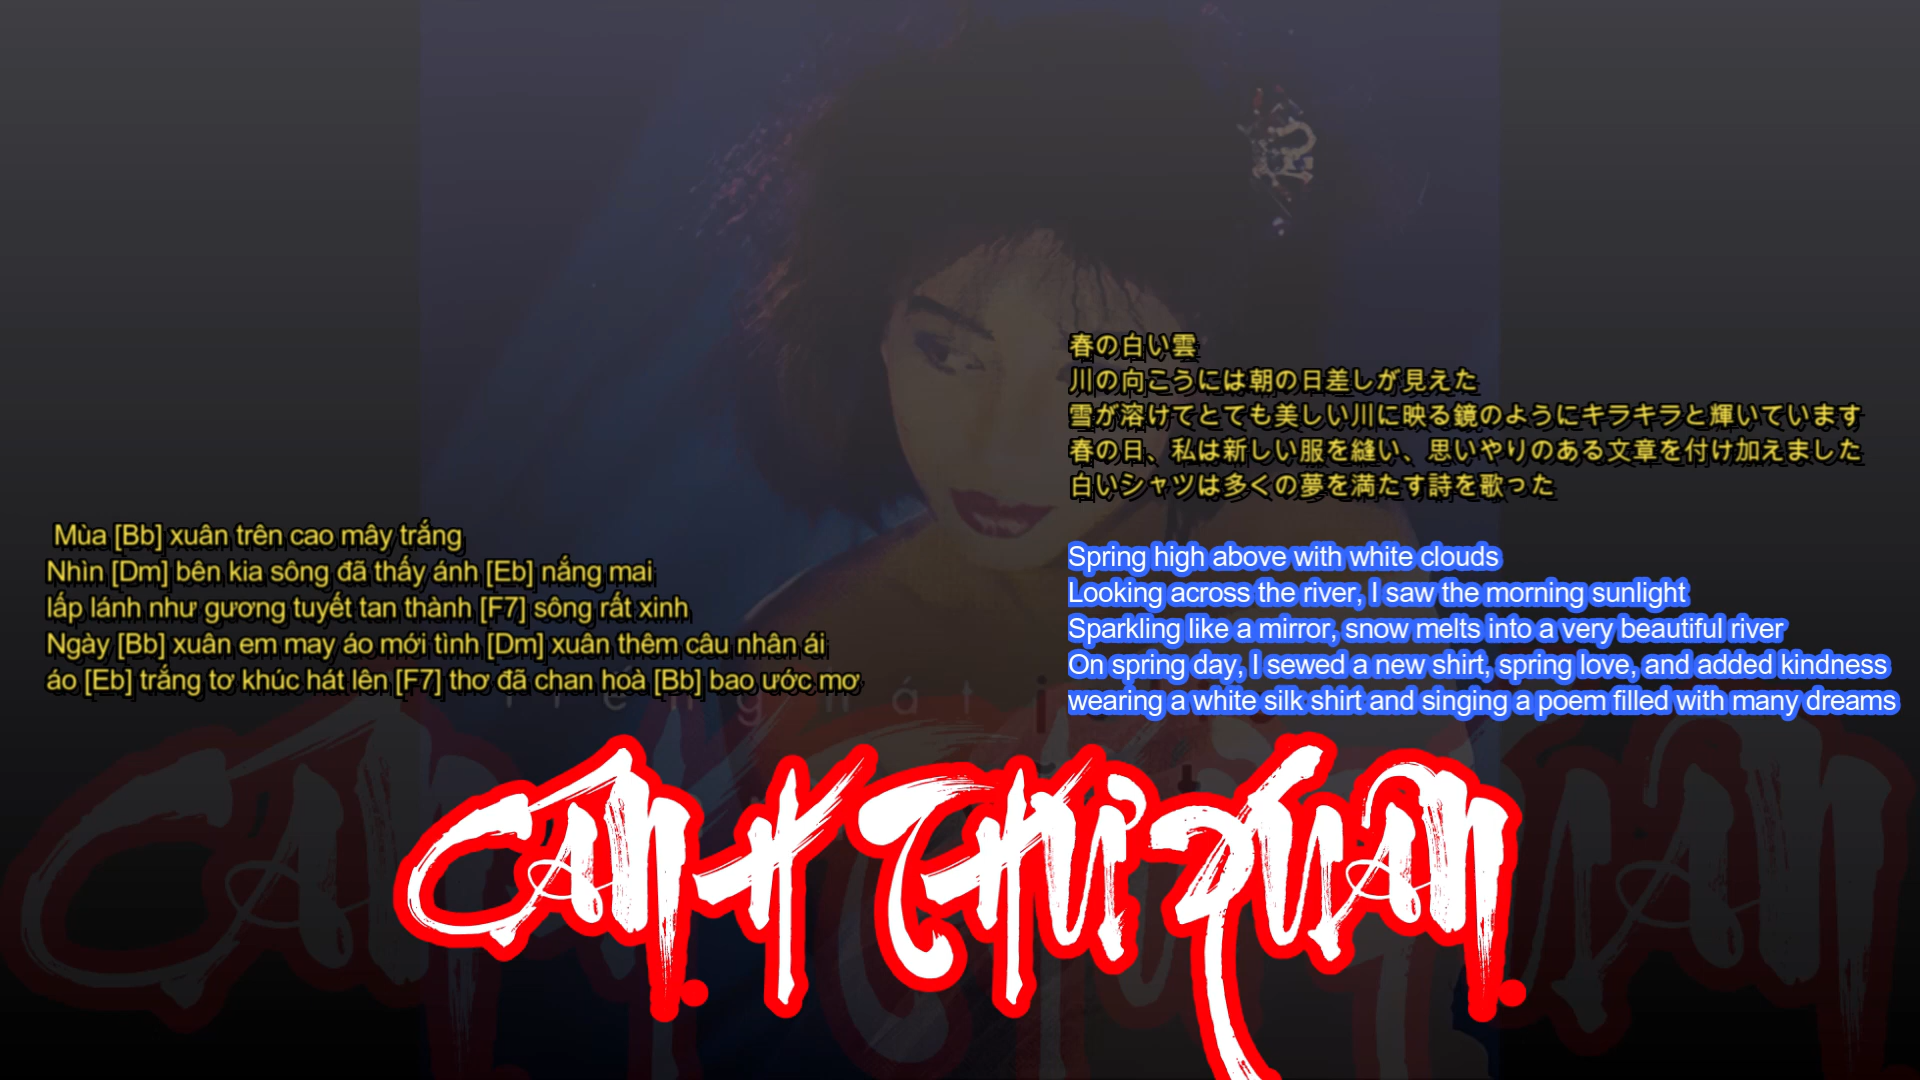 Mùa [Bb] xuân trên cao mây trắng
Nhìn [Dm] bên kia sông đã thấy ánh [Eb] nắng mai
lấp lánh như gương tuyết tan thành [F7] sông rất xinh
Ngày [Bb] xuân em may áo mới tình [Dm] xuân thêm câu nhân ái
áo [Eb] trắng tơ khúc hát lên [F7] thơ đã chan hoà [Bb] bao ước mơ
春の白い雲
川の向こうには朝の日差しが見えた
雪が溶けてとても美しい川に映る鏡のようにキラキラと輝いています
春の日、私は新しい服を縫い、思いやりのある文章を付け加えました
白いシャツは多くの夢を満たす詩を歌った
Spring high above with white clouds
Looking across the river, I saw the morning sunlight
Sparkling like a mirror, snow melts into a very beautiful river
On spring day, I sewed a new shirt, spring love, and added kindness
wearing a white silk shirt and singing a poem filled with many dreams
tiếng hát
CANH THU QUAN